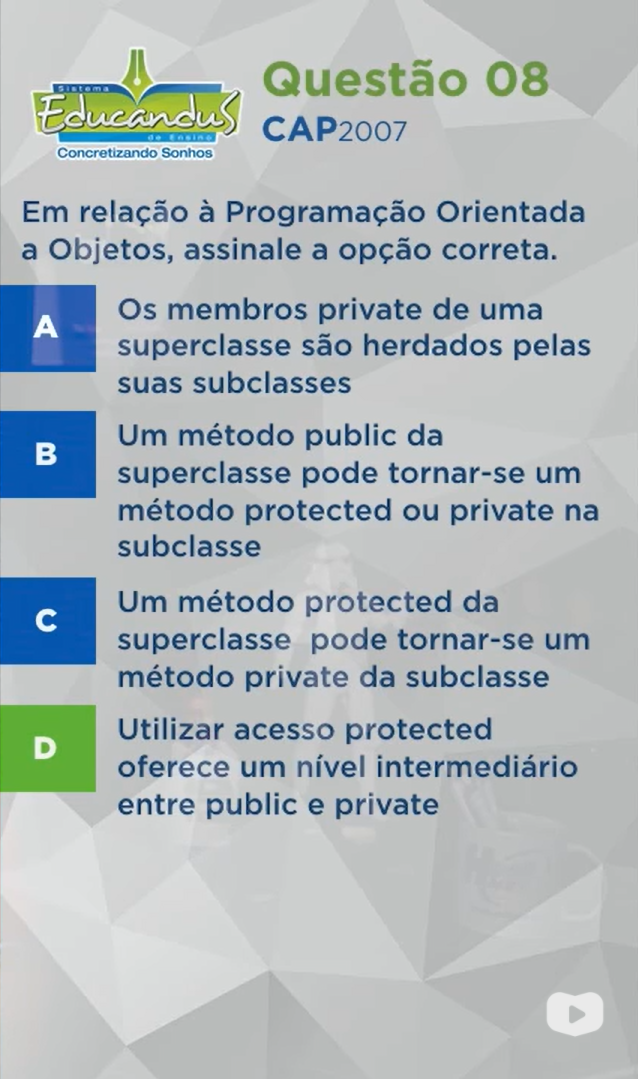 Sistema
Educandus
de Ensino
Concretizando Sonhos
Questão 08
CAP2007
Em relação à Programação Orientada
a Objetos, assinale a opção correta.
A
Os membros private de uma
superclasse são herdados pelas
suas subclasses
B
Um método public da
superclasse pode tornar-se um
método protected ou private na
subclasse
C
Um método protected da
superclasse pode tornar-se um
método private da subclasse
D
Utilizar acesso protected
oferece um nível intermediário
entre public e private